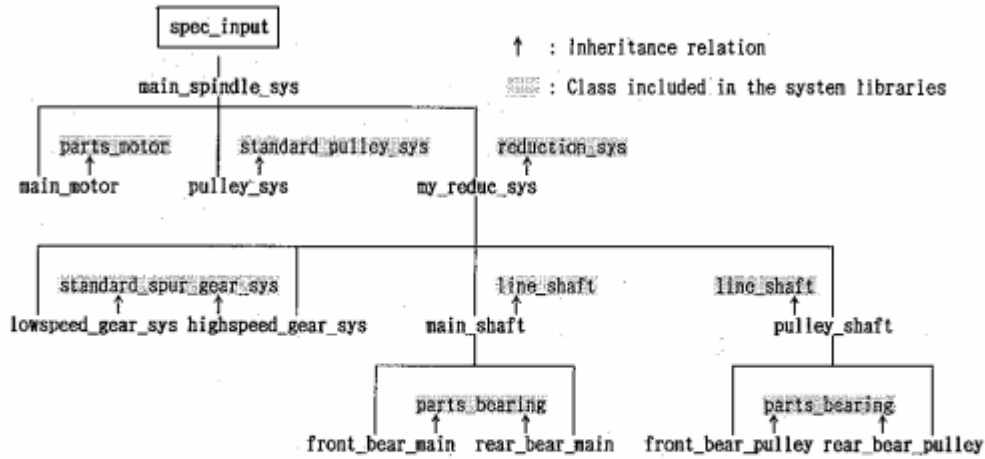 spec_input
↑ : Inheritance relation
main_spindle_sys
: Class included in the system libraries
parts_motor standard_pulley_sys reduction_sys
main_motor pulley_sys my_reduc_sys
standard_spur_gear_sys line_shaft line_shaft
lowspeed_gear_sys highspeed_gear_sys main_shaft pulley_shaft
parts_bearing parts_bearing
front_bear_main rear_bear_main front_bear_pulley rear_bear_pulley